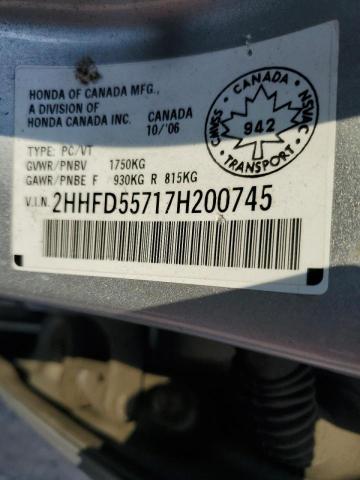 HONDA OF CANADA MFG.,
A DIVISION OF
HONDA CANADA INC. CANADA
10/'06
TYPE: PC/VT
GVWR/PNBV 1750KG
GAWR/PNBE F 930KG R 815KG
V.I.N. 2HHFD55717H200745
CANADA
CMVSS NSVAC
942
TRANSPORT